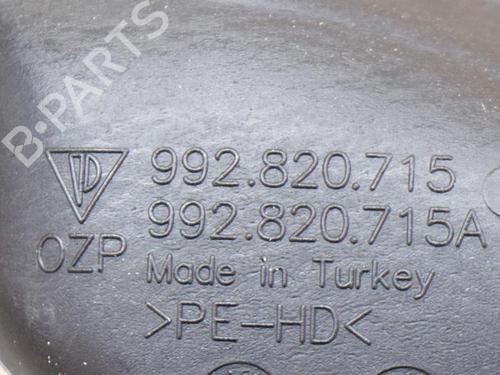 B-PARTS
992.820.715
992.820.715A
OZP
Made in Turkey
>PE-HD<